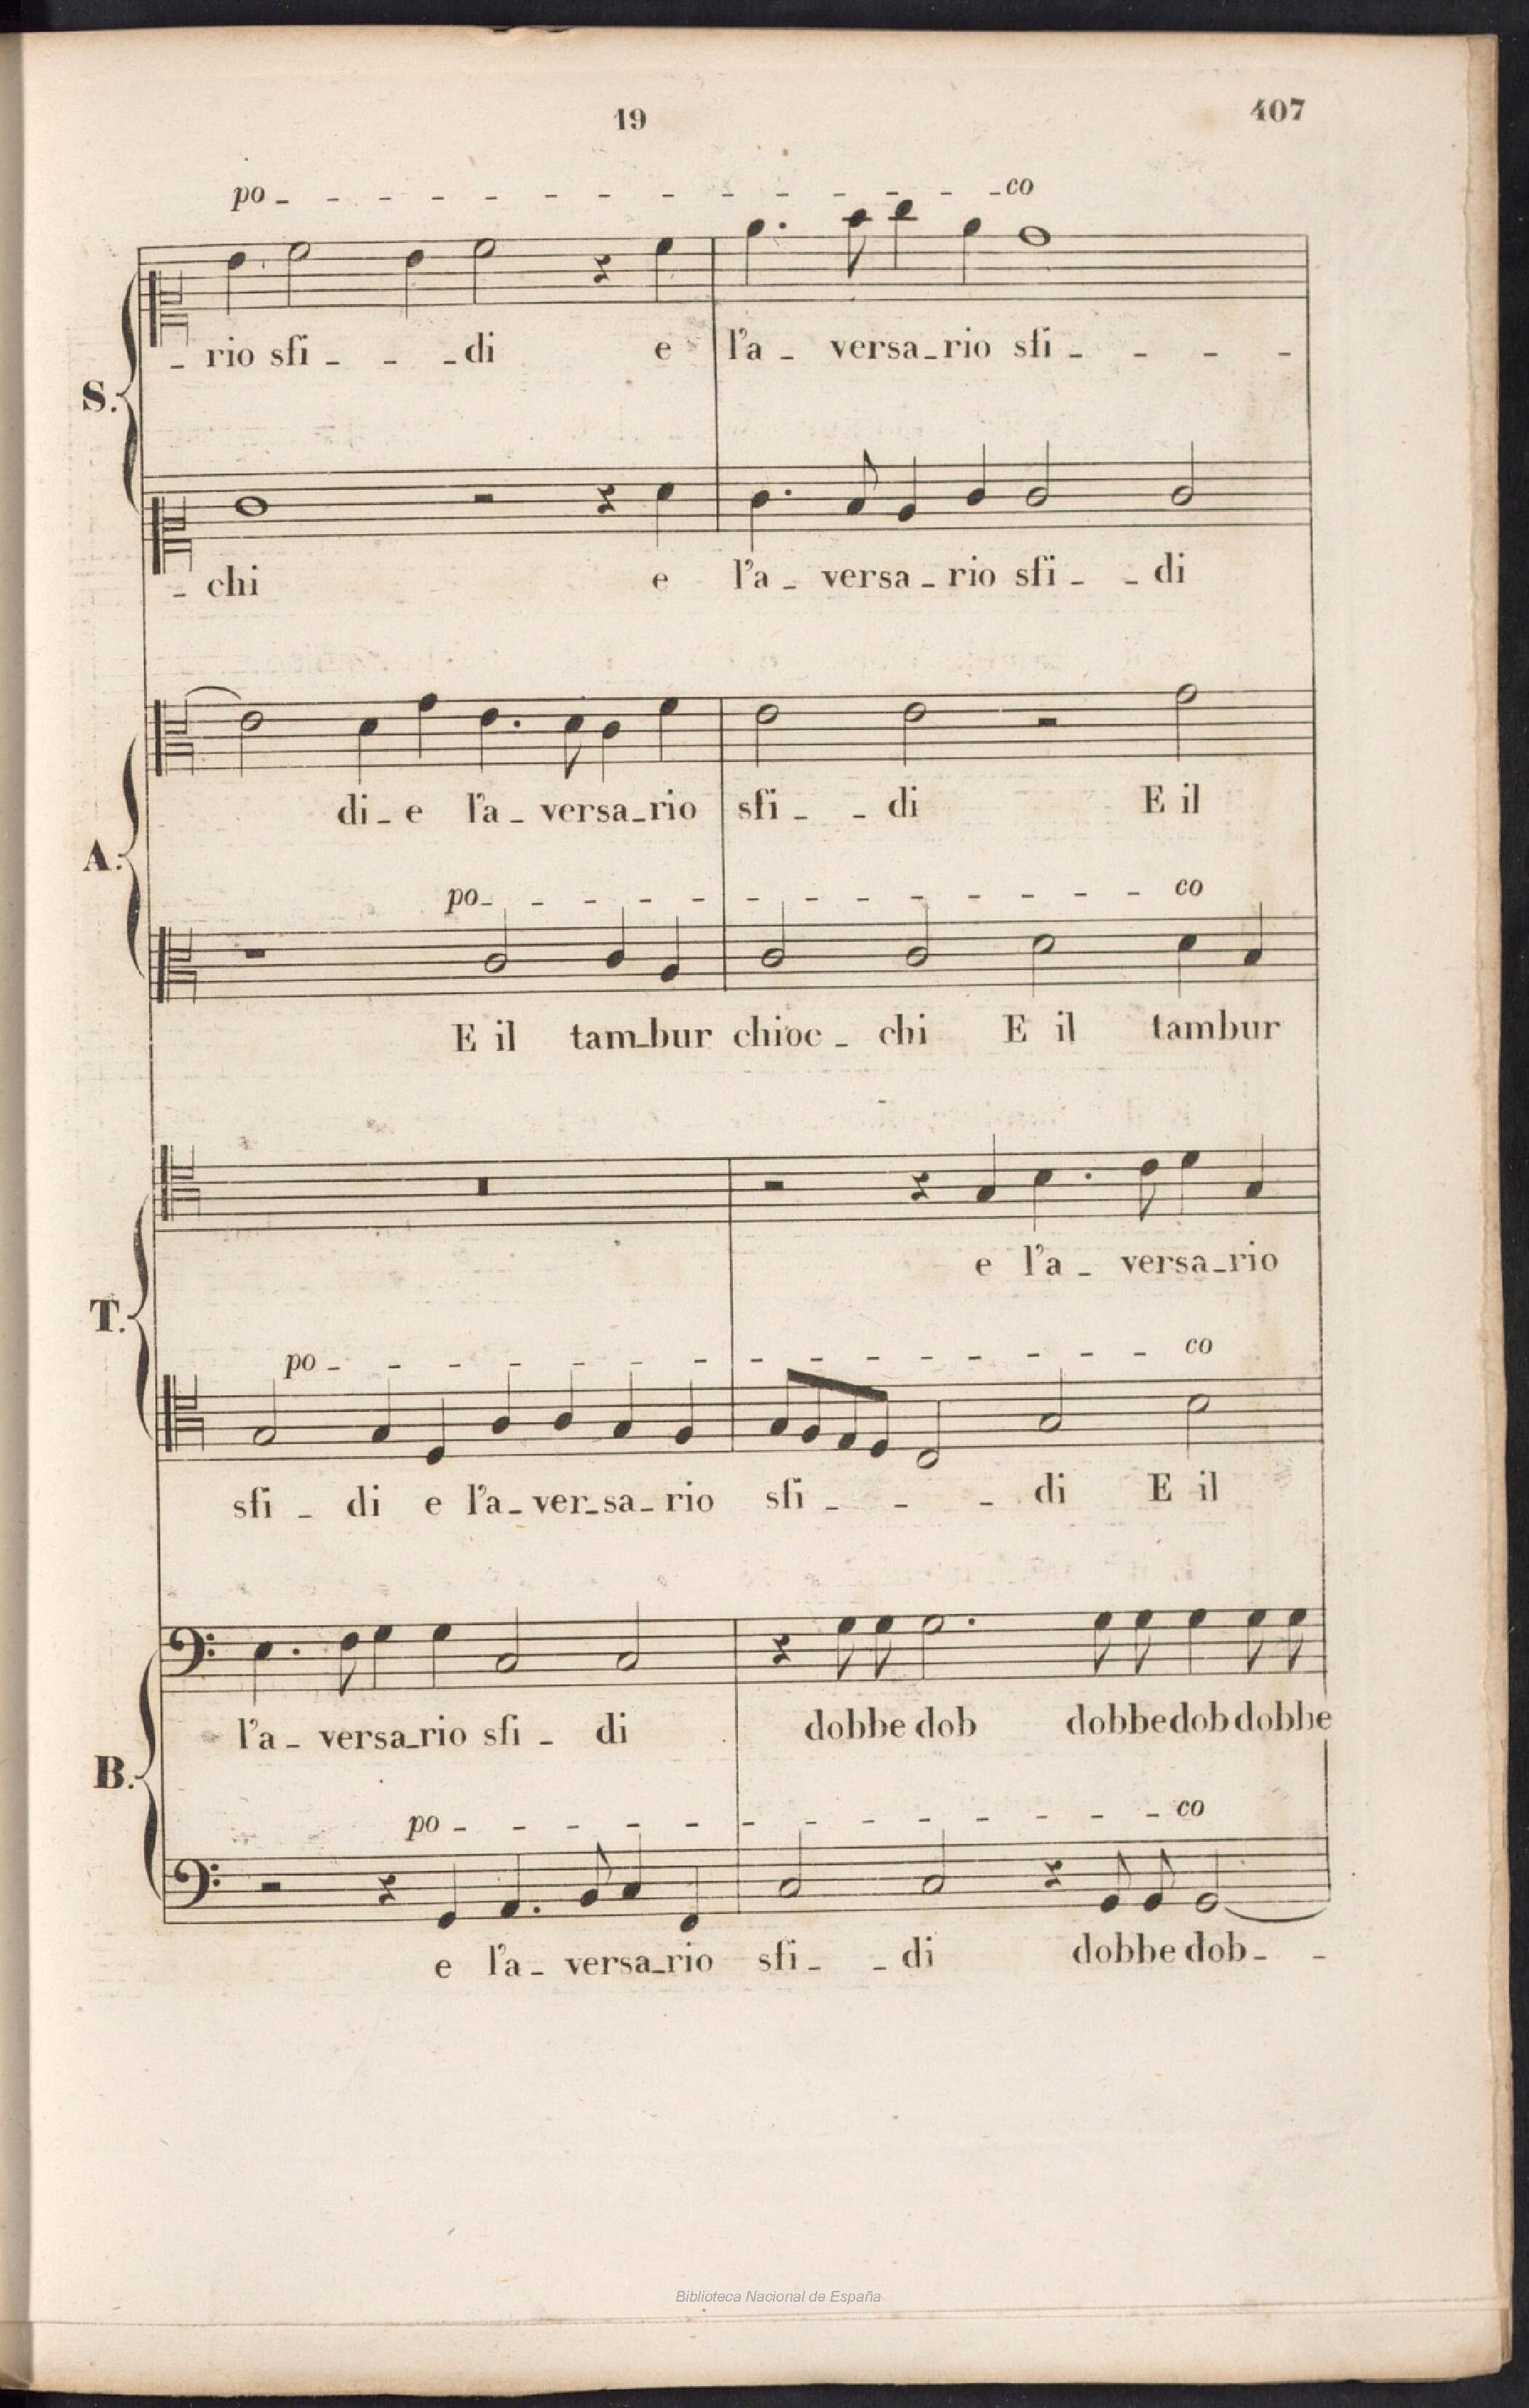 19
407
po - - - - - - - - - - - - - co
_ rio sfi _ _ _ di e l'a _ versa _ rio sfi _ _ _ _
S.
_ chi e l'a _ versa _ rio sfi _ _ di
di _ e l'a _ versa _ rio sfi _ _ di E il
A.
po - - - - - - - - - - - - co
E il tam _ bur chioc _ chi E il tambur
e l'a _ versa _ rio
T.
po - - - - - - - - - - - - - - co
sfi _ di e l'a _ ver _ sa _ rio sfi _ _ _ di E il
l'a _ versa _ rio sfi _ di dobbe dob dobbe dob dobbe
B.
po - - - - - - - - - - - - co
e l'a _ versa _ rio sfi _ _ di dobbe dob _ _
Biblioteca Nacional de España